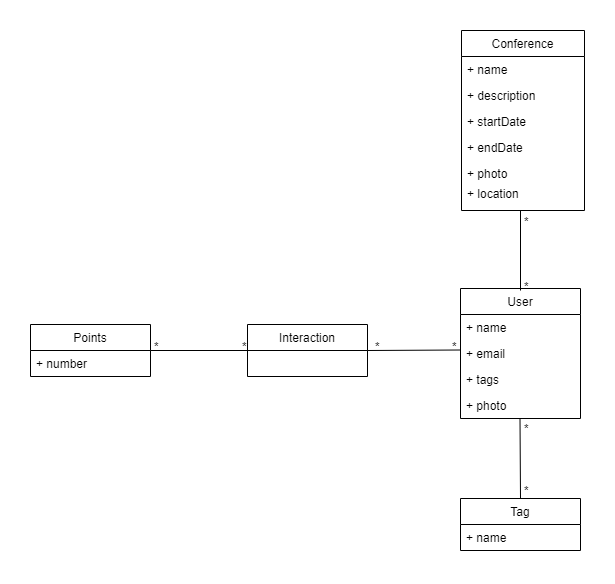 Conference
+ name
+ description
+ startDate
+ endDate
+ photo
+ location
*
*
User
+ name
+ email
+ tags
+ photo
Points
+ number
*
*
Interaction
*
*
*
*
Tag
+ name